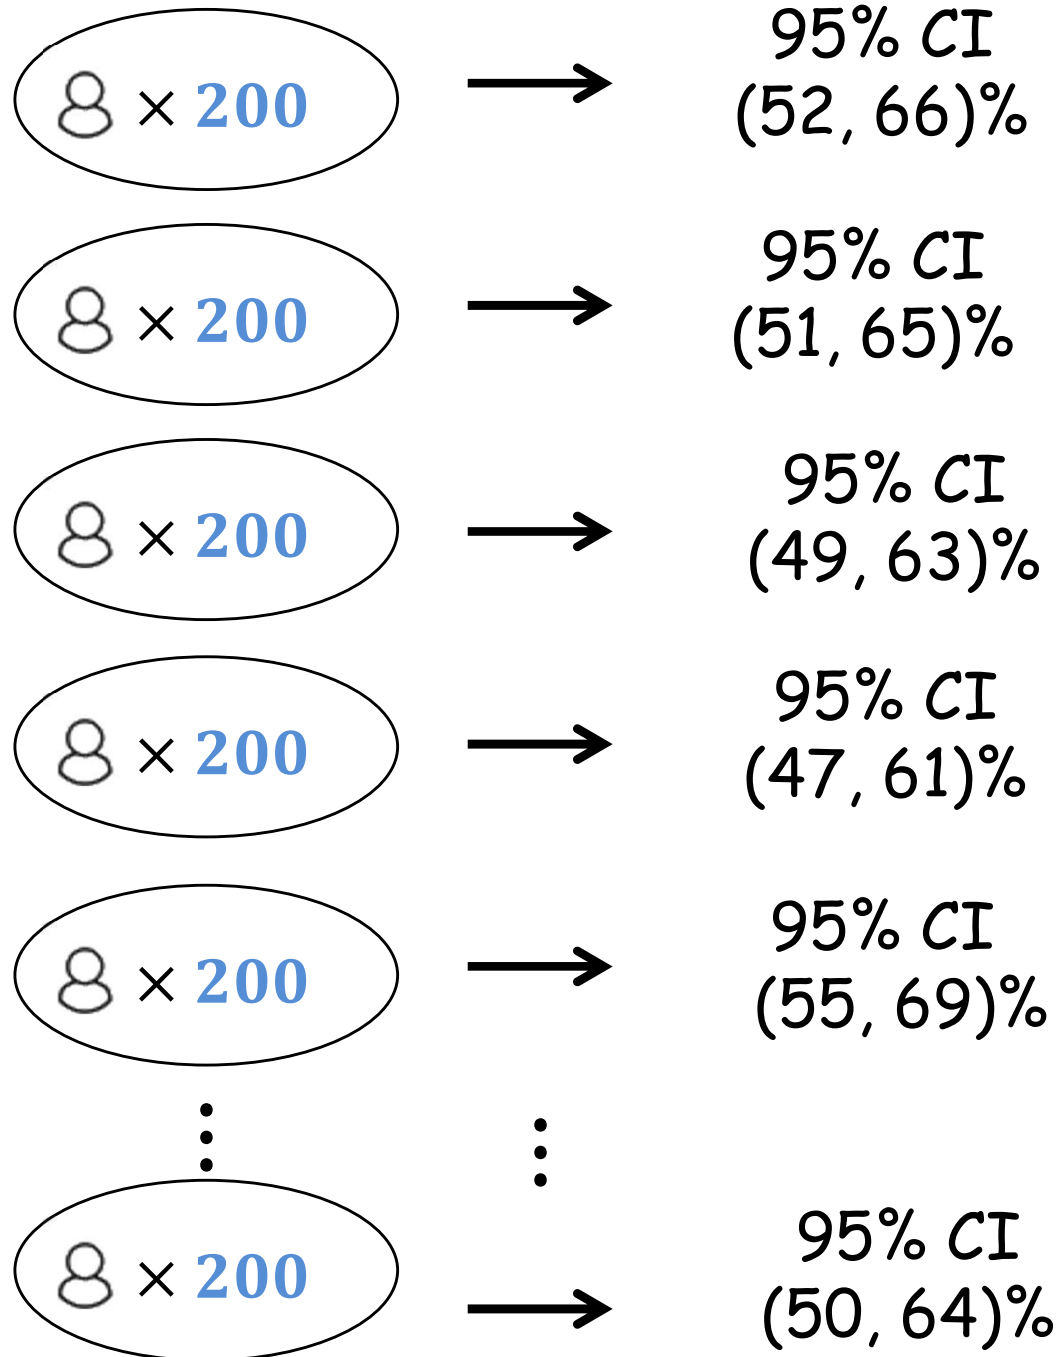 × 200
95% CI
(52, 66)%
× 200
95% CI
(51, 65)%
× 200
95% CI
(49, 63)%
× 200
95% CI
(47, 61)%
× 200
95% CI
(55, 69)%
⋮ ⋮
× 200
95% CI
(50, 64)%